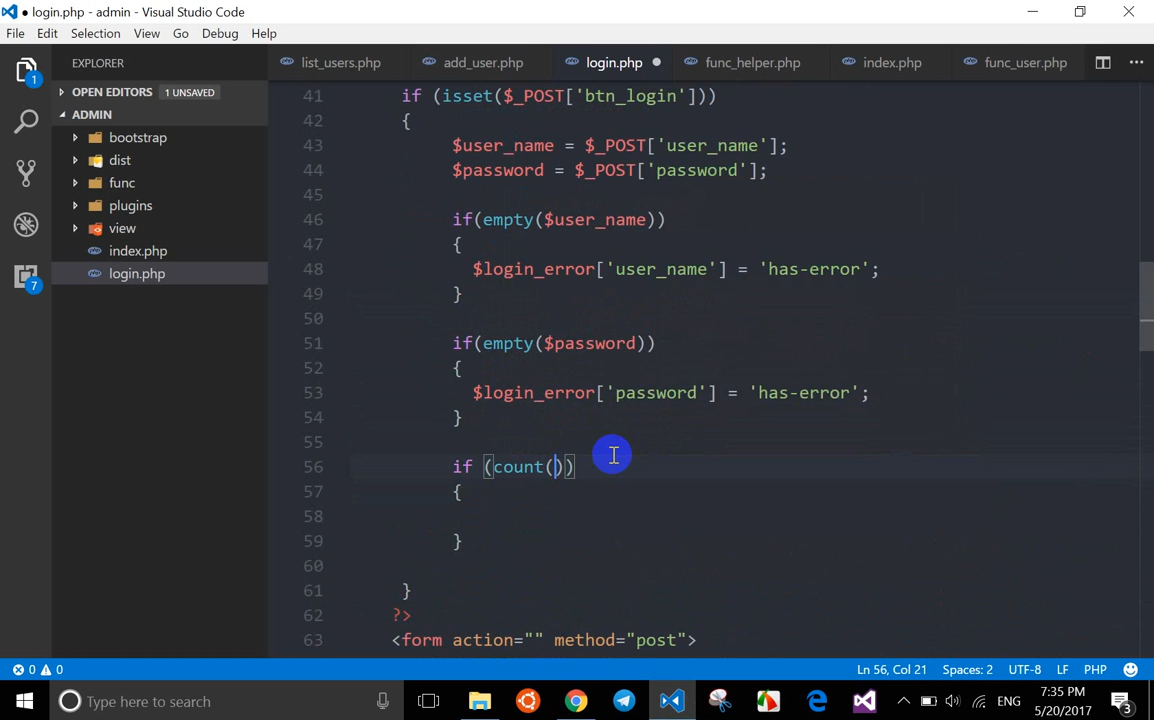 login.php - admin - Visual Studio Code
File Edit Selection View Go Debug Help
EXPLORER
list_users.php add_user.php login.php func_helper.php index.php func_user.php
OPEN EDITORS 1 UNSAVED
ADMIN
bootstrap
dist
func
plugins
view
index.php
login.php
1
7
41 if (isset($_POST['btn_login']))
42 {
43 $user_name = $_POST['user_name'];
44 $password = $_POST['password'];
45
46 if(empty($user_name))
47 {
48 $login_error['user_name'] = 'has-error';
49 }
50
51 if(empty($password))
52 {
53 $login_error['password'] = 'has-error';
54 }
55
56 if (count())
57 {
58
59 }
60
61 }
62 ?>
63 <form action="" method="post">
0 0 Ln 56, Col 21 Spaces: 2 UTF-8 LF PHP
Type here to search
ENG
7:35 PM
5/20/2017
3